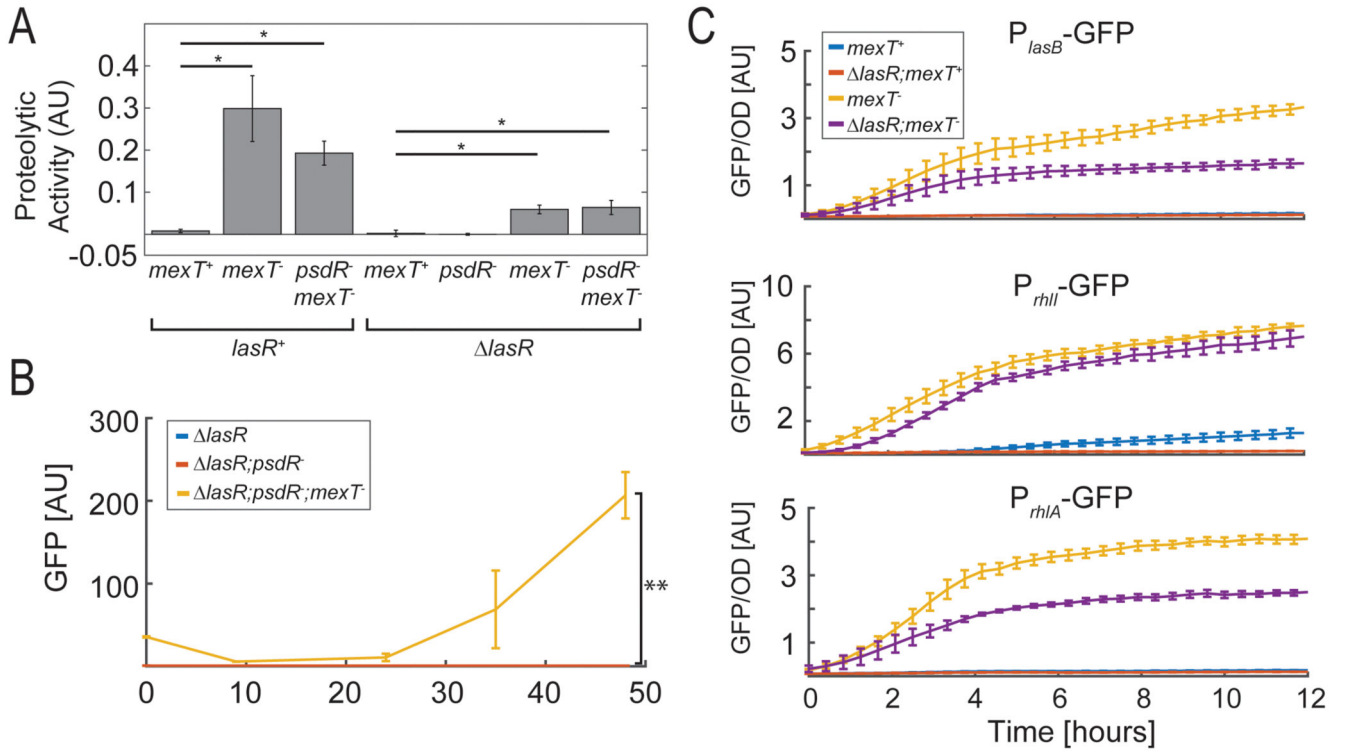 A
Proteolytic
Activity (AU)
0.4
0.3
0.2
0.1
-0.05
*
*
*
*
mexT⁺ mexT⁻ psdR⁻ mexT⁺ psdR⁻ mexT⁻ psdR⁻
mexT⁻ mexT⁻
lasR⁺ ΔlasR
B
GFP [AU]
300
200
100
ΔlasR
ΔlasR;psdR⁻
ΔlasR;psdR⁻;mexT⁻
**
0 10 20 30 40 50
C
PlasB-GFP
GFP/OD [AU]
5
3
1
mexT⁺
ΔlasR;mexT⁺
mexT⁻
ΔlasR;mexT⁻
PrhlI-GFP
GFP/OD [AU]
10
6
2
PrhlA-GFP
GFP/OD [AU]
5
3
1
0 2 4 6 8 10 12
Time [hours]